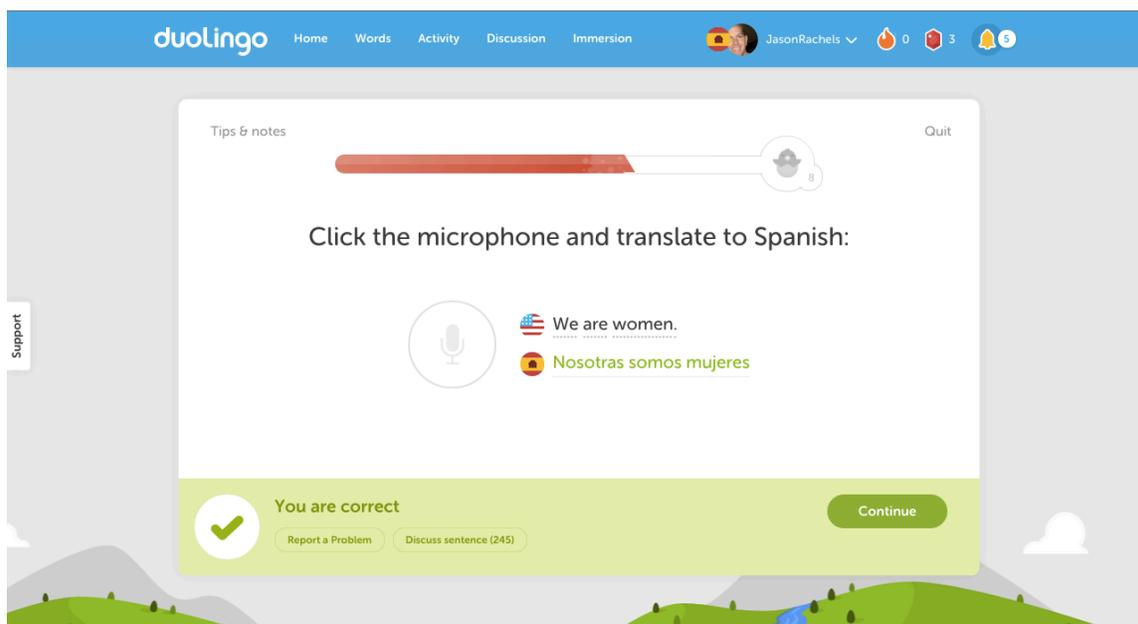 duolingo Home Words Activity Discussion Immersion JasonRachels 0 3 5
Tips & notes Quit
8
Click the microphone and translate to Spanish:
Support
We are women.
Nosotras somos mujeres
You are correct
Continue
Report a Problem Discuss sentence (245)